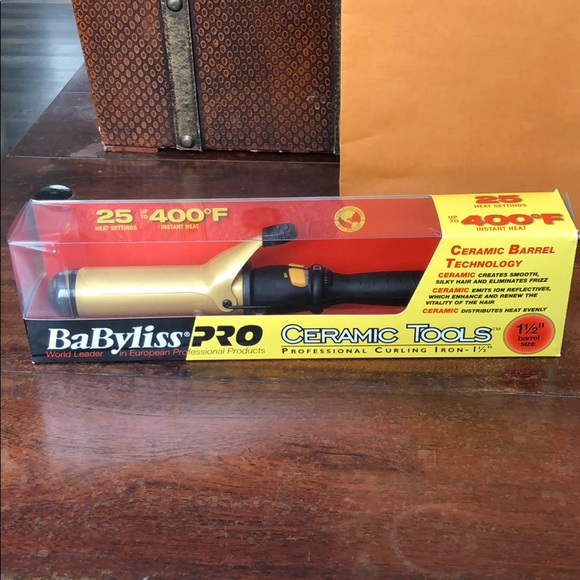 25
HEAT SETTINGS
UP TO 400°F
INSTANT HEAT
25
HEAT SETTINGS
UP TO 400°F
INSTANT HEAT
CERAMIC BARREL
TECHNOLOGY
CERAMIC CREATES SMOOTH,
SILKY HAIR AND ELIMINATES FRIZZ
CERAMIC EMITS ION REFLECTIVES,
WHICH ENHANCE AND RENEW THE
VITALITY OF THE HAIR
CERAMIC DISTRIBUTES HEAT EVENLY
BaByliss® PRO
World Leader in European Professional Products
CERAMIC TOOLS™
PROFESSIONAL CURLING IRON-1½"
1½"
barrel
size